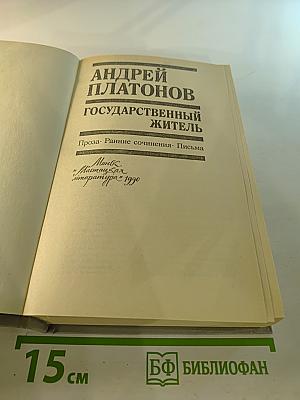 АНДРЕЙ
ПЛАТОНОВ
ГОСУДАРСТВЕННЫЙ
ЖИТЕЛЬ
Проза · Ранние сочинения · Письма
Минск
"Мастацкая
літаратура" 1990
15 см
БФ БИБЛИОФАН